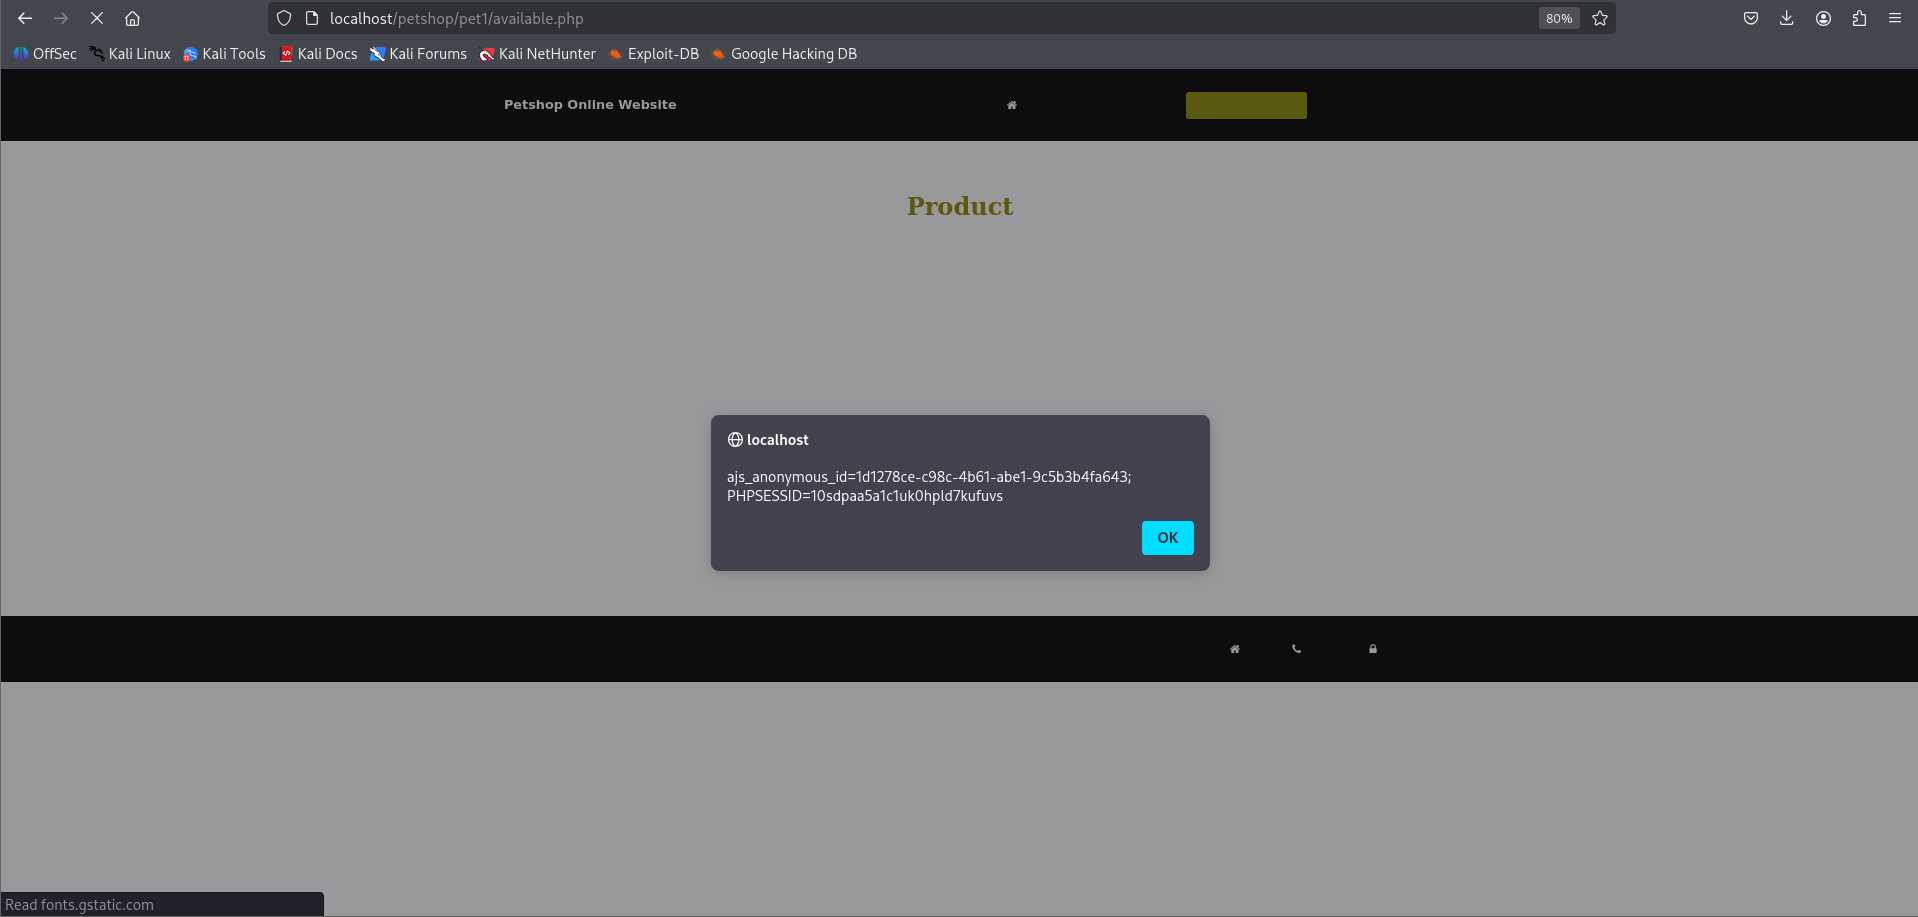 localhost/petshop/pet1/available.php 80%
OffSec Kali Linux Kali Tools Kali Docs Kali Forums Kali NetHunter Exploit-DB Google Hacking DB
Petshop Online Website
Product
localhost
ajs_anonymous_id=1d1278ce-c98c-4b61-abe1-9c5b3b4fa643;
PHPSESSID=10sdpaa5a1c1uk0hpld7kufuvs
OK
Read fonts.gstatic.com